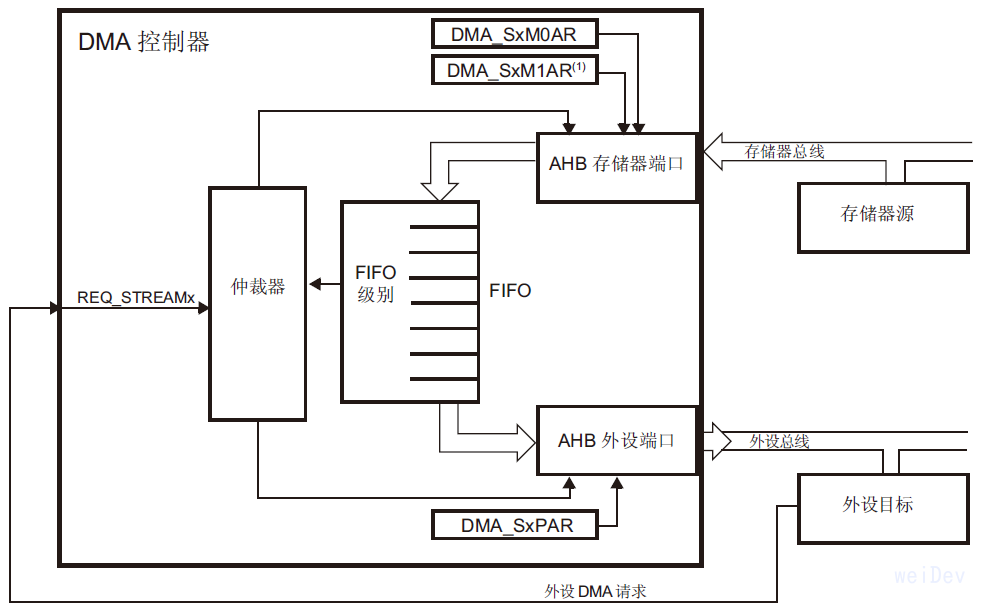 DMA 控制器
DMA_SxM0AR
DMA_SxM1AR(1)
AHB 存储器端口
存储器总线
存储器源
仲裁器
FIFO
级别
FIFO
REQ_STREAMx
AHB 外设端口
外设总线
外设目标
DMA_SxPAR
外设 DMA 请求
weiDev